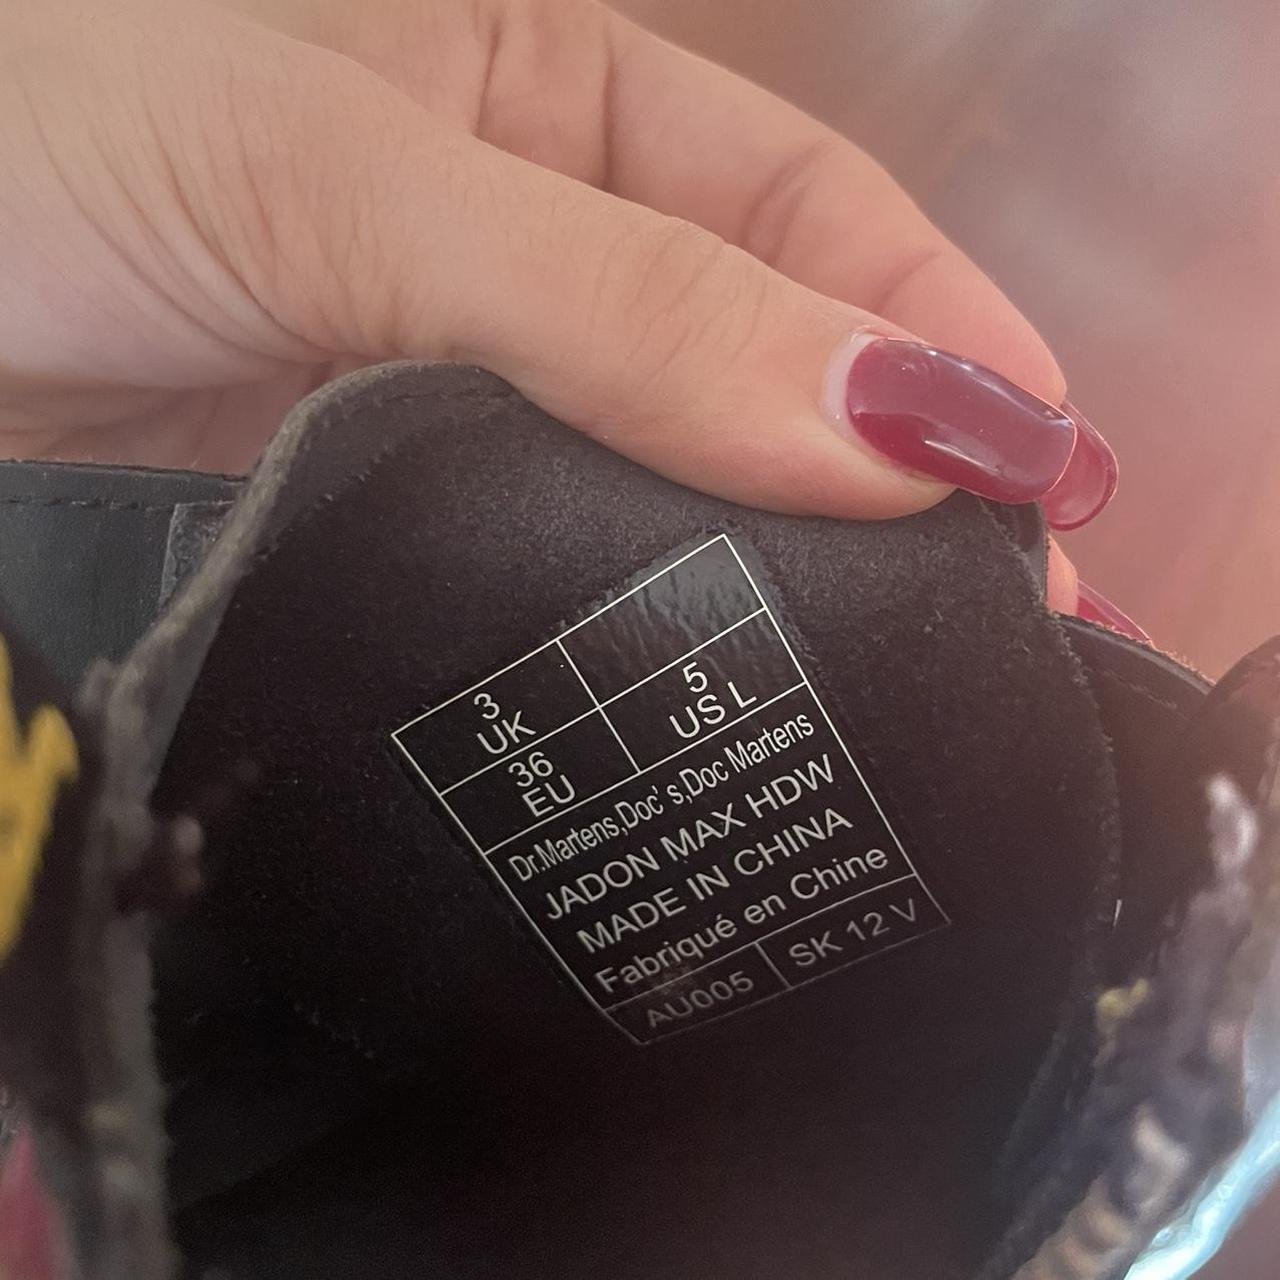 3
UK
5
US L
36
EU
Dr.Martens,Doc's,Doc Martens
JADON MAX HDW
MADE IN CHINA
Fabriqué en Chine
AU005
SK 12 V